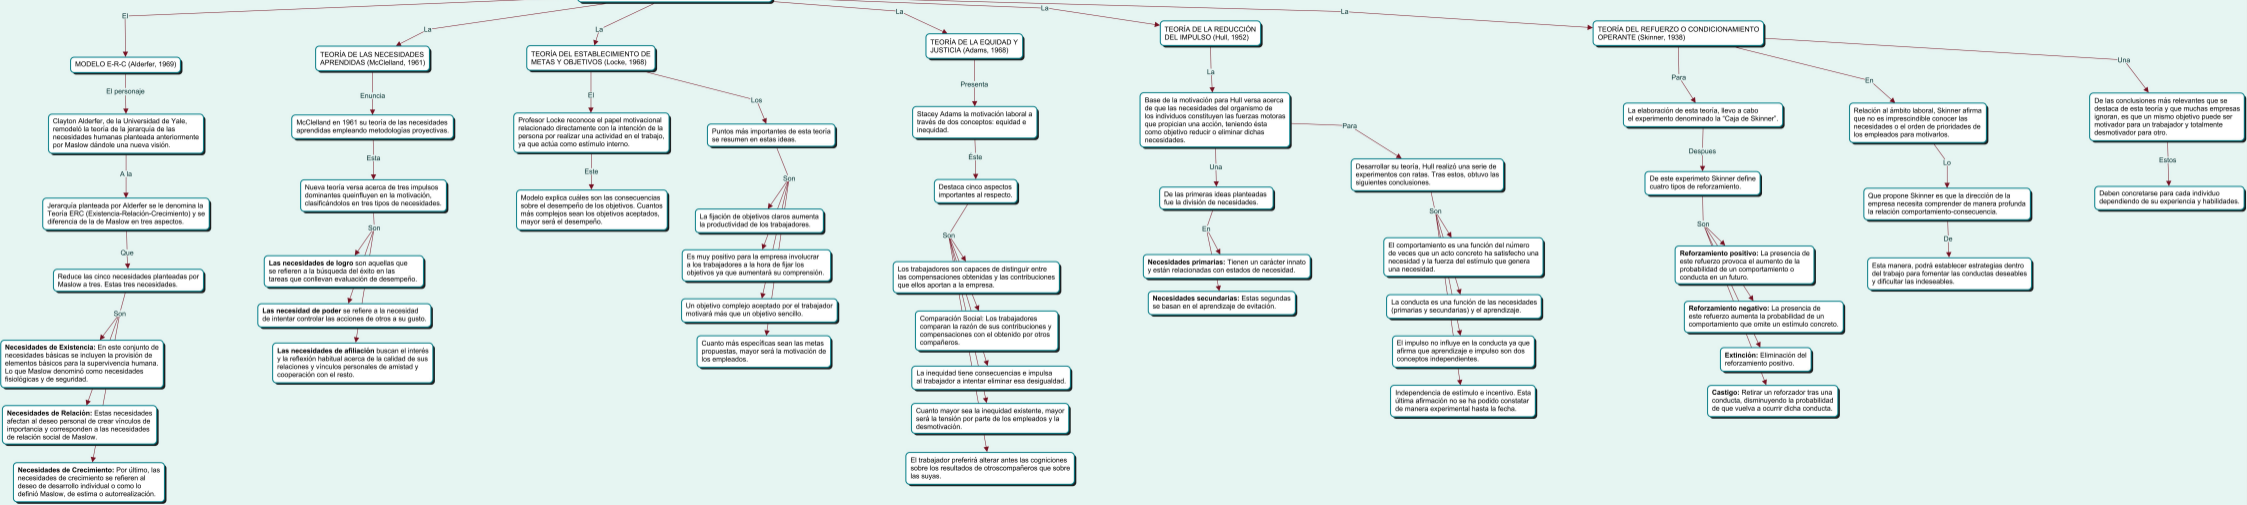 El
La
La
La
La
La
MODELO E-R-C (Alderfer, 1969)
El personaje
Clayton Alderfer, de la Universidad de Yale,
remodeló la teoría de la jerarquía de las
necesidades humanas planteada anteriormente
por Maslow dándole una nueva visión.
A la
Jerarquía planteada por Alderfer se le denomina la
Teoría ERC (Existencia-Relación-Crecimiento) y se
diferencia de la de Maslow en tres aspectos.
Que
Reduce las cinco necesidades planteadas por
Maslow a tres. Estas tres necesidades.
Son
Necesidades de Existencia: En este conjunto de
necesidades básicas se incluyen la provisión de
elementos básicos para la supervivencia humana.
Lo que Maslow denominó como necesidades
fisiológicas y de seguridad.
Necesidades de Relación: Estas necesidades
afectan al deseo personal de crear vínculos de
importancia y corresponden a las necesidades
de relación social de Maslow.
Necesidades de Crecimiento: Por último, las
necesidades de crecimiento se refieren al
deseo de desarrollo individual o como lo
definió Maslow, de estima o autorrealización.
TEORÍA DE LAS NECESIDADES
APRENDIDAS (McClelland, 1961)
Enuncia
McClelland en 1961 su teoría de las necesidades
aprendidas empleando metodologías proyectivas.
Esta
Nueva teoría versa acerca de tres impulsos
dominantes queinfluyen en la motivación,
clasificándolos en tres tipos de necesidades.
Son
Las necesidades de logro son aquellas que
se refieren a la búsqueda del éxito en las
tareas que conllevan evaluación de desempeño.
Las necesidad de poder se refiere a la necesidad
de intentar controlar las acciones de otros a su gusto.
Las necesidades de afiliación buscan el interés
y la reflexión habitual acerca de la calidad de sus
relaciones y vínculos personales de amistad y
cooperación con el resto.
TEORÍA DEL ESTABLECIMIENTO DE
METAS Y OBJETIVOS (Locke, 1968)
El
Profesor Locke reconoce el papel motivacional
relacionado directamente con la intención de la
persona por realizar una actividad en el trabajo,
ya que actúa como estímulo interno.
Este
Modelo explica cuáles son las consecuencias
sobre el desempeño de los objetivos. Cuantos
más complejos sean los objetivos aceptados,
mayor será el desempeño.
Los
Puntos más importantes de esta teoría
se resumen en estas ideas.
Son
La fijación de objetivos claros aumenta
la productividad de los trabajadores.
Es muy positivo para la empresa involucrar
a los trabajadores a la hora de fijar los
objetivos ya que aumentará su comprensión.
Un objetivo complejo aceptado por el trabajador
motivará más que un objetivo sencillo.
Cuanto más específicas sean las metas
propuestas, mayor será la motivación de
los empleados.
TEORÍA DE LA EQUIDAD Y
JUSTICIA (Adams, 1968)
Presenta
Stacey Adams la motivación laboral a
través de dos conceptos: equidad e
inequidad.
Este
Destaca cinco aspectos
importantes al respecto.
Son
Los trabajadores son capaces de distinguir entre
las compensaciones obtenidas y las contribuciones
que ellos aportan a la empresa.
Comparación Social: Los trabajadores
comparan la razón de sus contribuciones y
compensaciones con el obtenido por otros
compañeros.
La inequidad tiene consecuencias e impulsa
al trabajador a intentar eliminar esa desigualdad.
Cuanto mayor sea la inequidad existente, mayor
será la tensión por parte de los empleados y la
desmotivación.
El trabajador preferirá alterar antes las cogniciones
sobre los resultados de otroscompañeros que sobre
las suyas.
TEORÍA DE LA REDUCCIÓN
DEL IMPULSO (Hull, 1952)
La
Base de la motivación para Hull versa acerca
de que las necesidades del organismo de
los individuos constituyen las fuerzas motoras
que propician una acción, teniendo ésta
como objetivo reducir o eliminar dichas
necesidades.
Una
De las primeras ideas planteadas
fue la división de necesidades.
En
Necesidades primarias: Tienen un carácter innato
y están relacionadas con estados de necesidad.
Necesidades secundarias: Estas segundas
se basan en el aprendizaje de evitación.
Para
Desarrollar su teoría, Hull realizó una serie de
experimentos con ratas. Tras estos, obtuvo las
siguientes conclusiones.
Son
El comportamiento es una función del número
de veces que un acto concreto ha satisfecho una
necesidad y la fuerza del estímulo que genera
una necesidad.
La conducta es una función de las necesidades
(primarias y secundarias) y el aprendizaje.
El impulso no influye en la conducta ya que
afirma que aprendizaje e impulso son dos
conceptos independientes.
Independencia de estímulo e incentivo. Esta
última afirmación no se ha podido constatar
de manera experimental hasta la fecha.
TEORÍA DEL REFUERZO O CONDICIONAMIENTO
OPERANTE (Skinner, 1938)
Para
La elaboración de esta teoría, llevo a cabo
el experimento denominado la "Caja de Skinner".
Despues
De este experimeto Skinner define
cuatro tipos de reforzamiento.
Son
Reforzamiento positivo: La presencia de
este refuerzo provoca el aumento de la
probabilidad de un comportamiento o
conducta en un futuro.
Reforzamiento negativo: La presencia de
este refuerzo aumenta la probabilidad de un
comportamiento que omite un estímulo concreto.
Extinción: Eliminación del
reforzamiento positivo.
Castigo: Retirar un reforzador tras una
conducta, disminuyendo la probabilidad
de que vuelva a ocurrir dicha conducta.
En
Relación al ámbito laboral, Skinner afirma
que no es imprescindible conocer las
necesidades o el orden de prioridades de
los empleados para motivarlos.
Lo
Que propone Skinner es que la dirección de la
empresa necesita comprender de manera profunda
la relación comportamiento-consecuencia.
De
Esta manera, podrá establecer estrategias dentro
del trabajo para fomentar las conductas deseables
y dificultar las indeseables.
Una
De las conclusiones más relevantes que se
destaca de esta teoría y que muchas empresas
ignoran, es que un mismo objetivo puede ser
motivador para un trabajador y totalmente
desmotivador para otro.
Estos
Deben concretarse para cada individuo
dependiendo de su experiencia y habilidades.